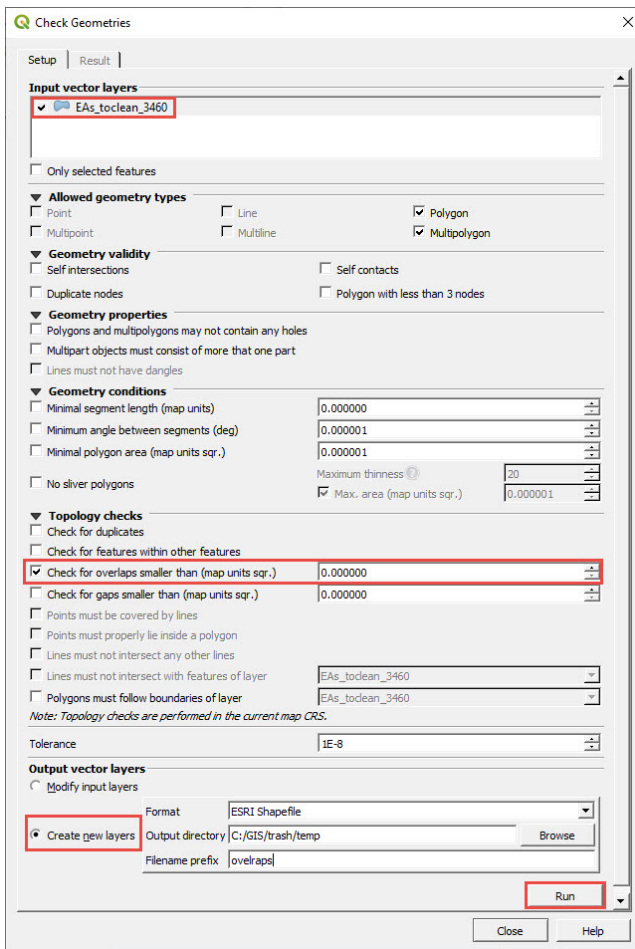 Check Geometries
Setup Result
Input vector layers
EAs_toclean_3460
Only selected features
Allowed geometry types
Point Line Polygon
Multipoint Multiline Multipolygon
Geometry validity
Self intersections Self contacts
Duplicate nodes Polygon with less than 3 nodes
Geometry properties
Polygons and multipolygons may not contain any holes
Multipart objects must consist of more that one part
Lines must not have dangles
Geometry conditions
Minimal segment length (map units) 0.000000
Minimum angle between segments (deg) 0.000001
Minimal polygon area (map units sqr.) 0.000001
No sliver polygons Maximum thinness 20
Max. area (map units sqr.) 0.000001
Topology checks
Check for duplicates
Check for features within other features
Check for overlaps smaller than (map units sqr.) 0.000000
Check for gaps smaller than (map units sqr.) 0.000000
Points must be covered by lines
Points must properly lie inside a polygon
Lines must not intersect any other lines
Lines must not intersect with features of layer EAs_toclean_3460
Polygons must follow boundaries of layer EAs_toclean_3460
Note: Topology checks are performed in the current map CRS.
Tolerance 1E-8
Output vector layers
Modify input layers
Format ESRI Shapefile
Create new layers Output directory C:/GIS/trash/temp Browse
Filename prefix ovelraps
Run
Close Help